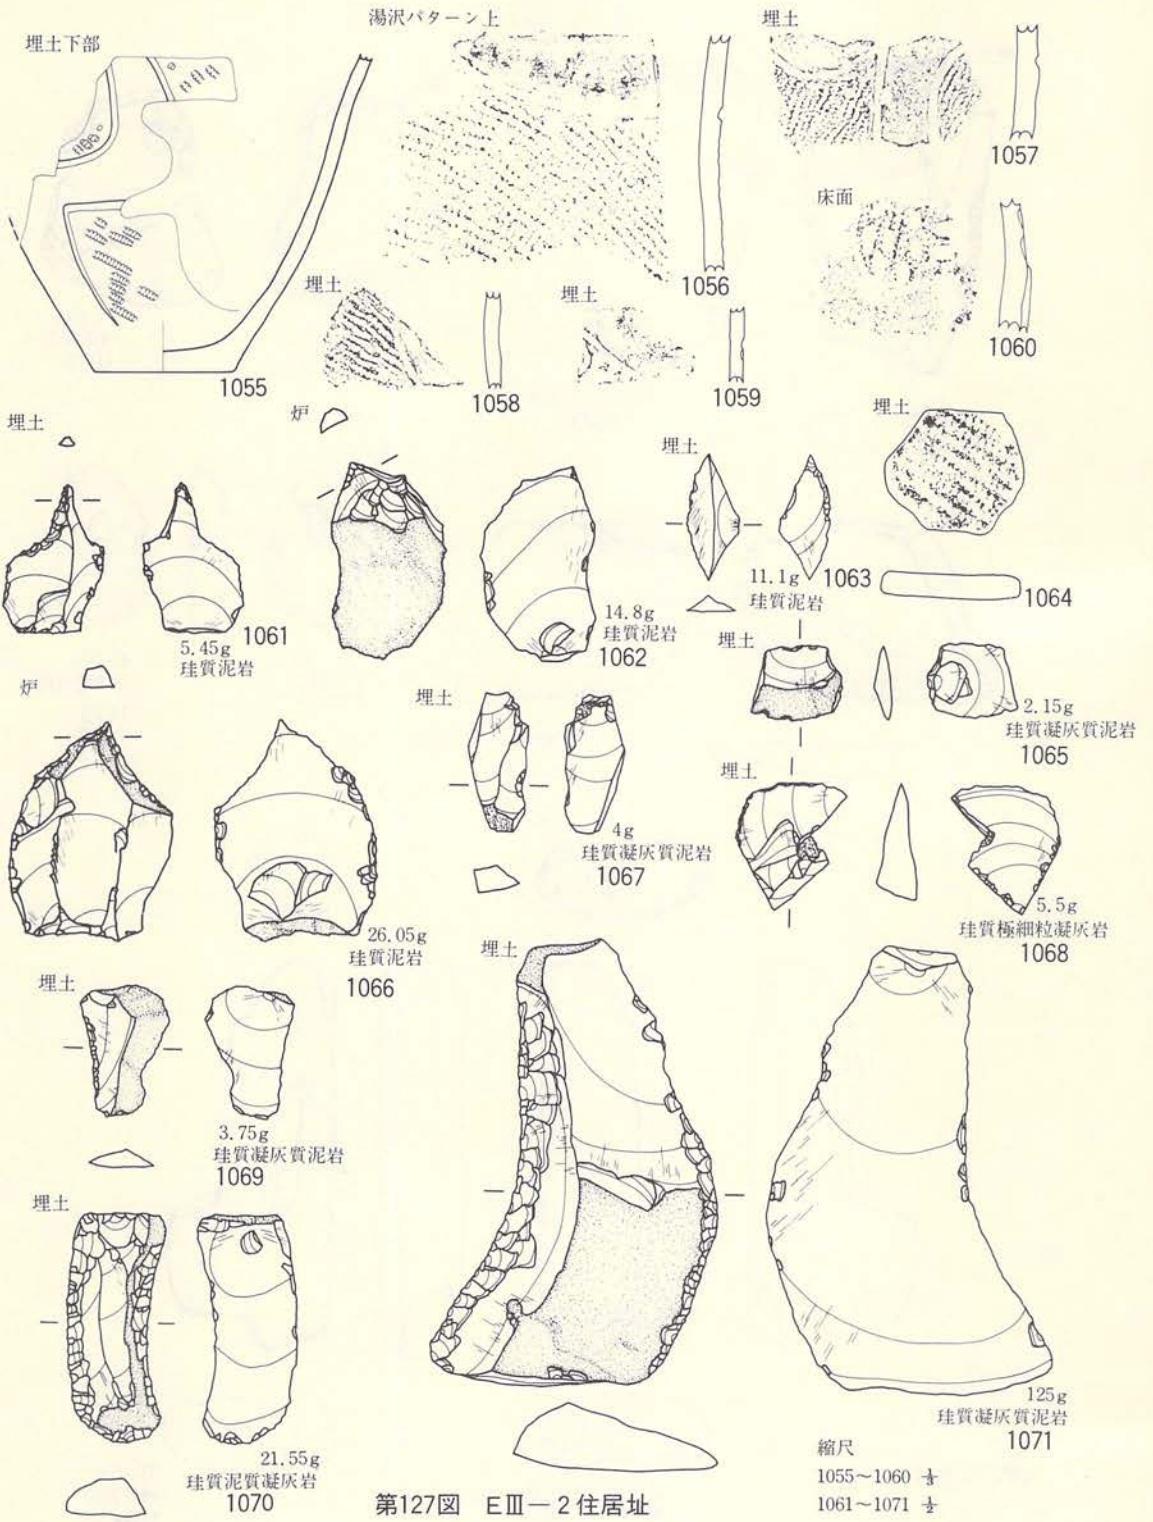 埋土下部
湯沢パターン上
埋土
1055
1056
1057
床面
1060
埋土
1058
埋土
1059
埋土
1061
5.45g
珪質泥岩
炉
14.8g
珪質泥岩
1062
埋土
11.1g
珪質泥岩
1063
埋土
1064
埋土
2.15g
珪質凝灰質泥岩
1065
炉
26.05g
珪質泥岩
1066
埋土
4g
珪質凝灰質泥岩
1067
埋土
5.5g
珪質極細粒凝灰岩
1068
埋土
3.75g
珪質凝灰質泥岩
1069
埋土
21.55g
珪質泥質凝灰岩
1070
埋土
125g
珪質凝灰質泥岩
1071
縮尺
1055~1060 ⅓
1061~1071 ½
第127図 EⅢ―2住居址